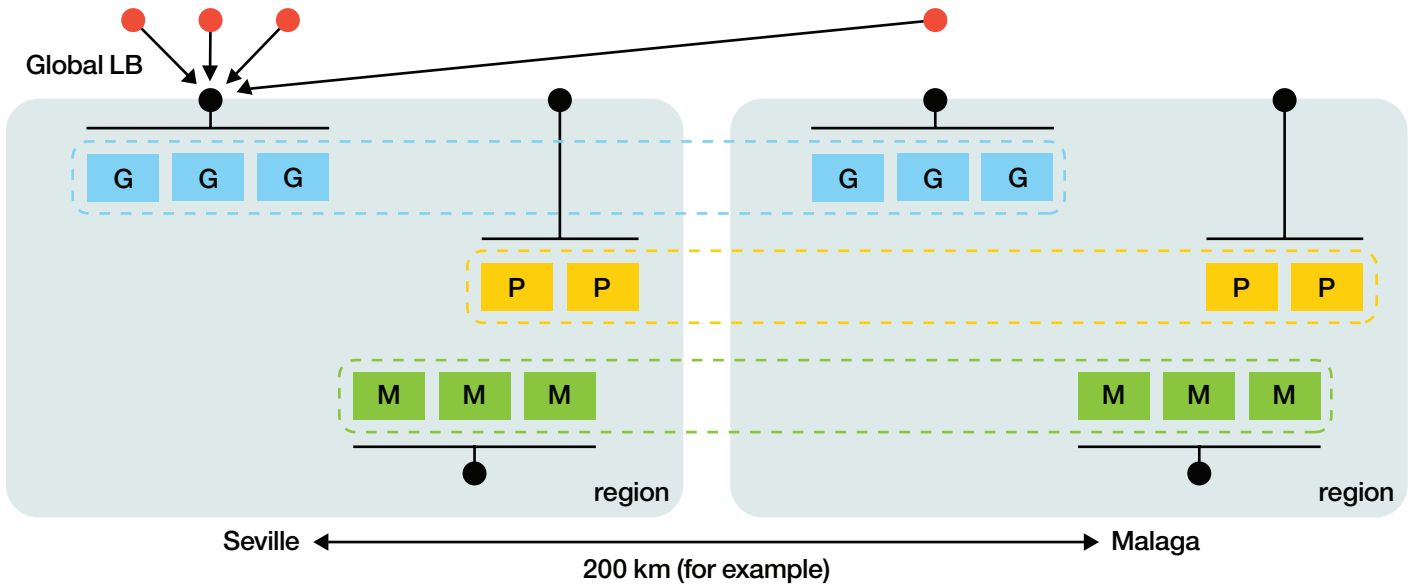 Global LB
G G G G G G
P P P P
M M M M M M
region region
Seville Malaga
200 km (for example)